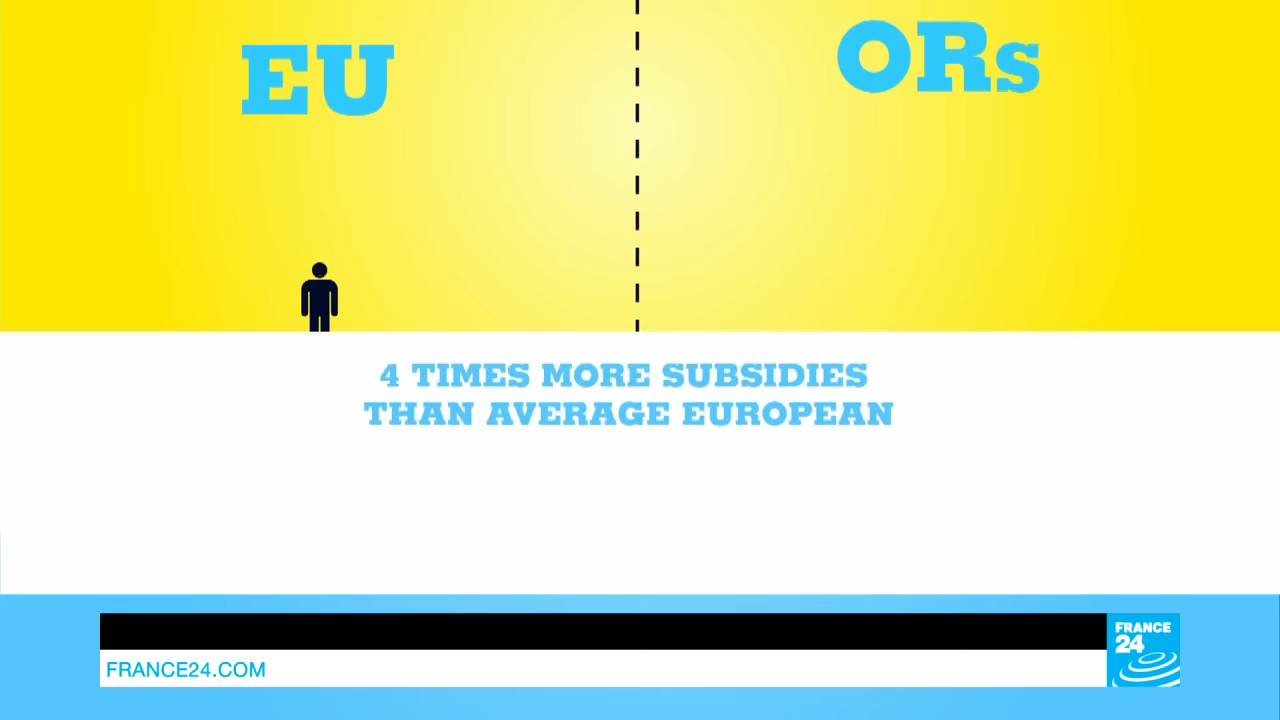 EU
ORs
4 TIMES MORE SUBSIDIES
THAN AVERAGE EUROPEAN
FRANCE
24
FRANCE24.COM